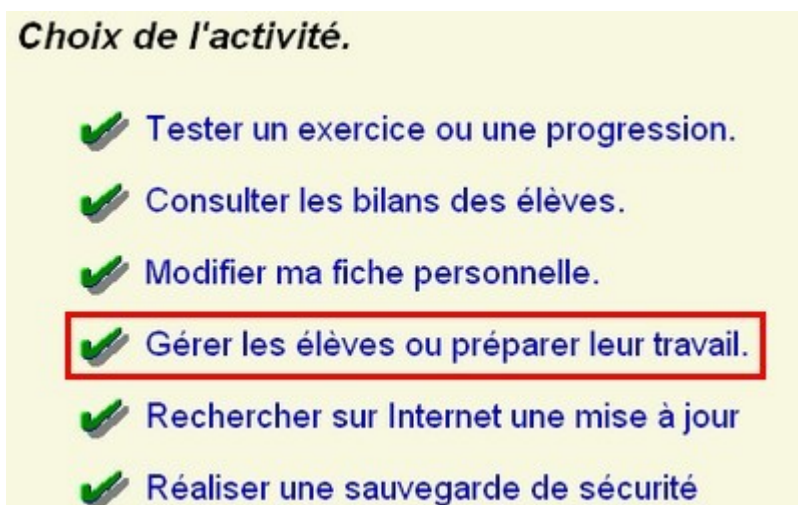 Choix de l'activité.
Tester un exercice ou une progression.
Consulter les bilans des élèves.
Modifier ma fiche personnelle.
Gérer les élèves ou préparer leur travail.
Rechercher sur Internet une mise à jour
Réaliser une sauvegarde de sécurité